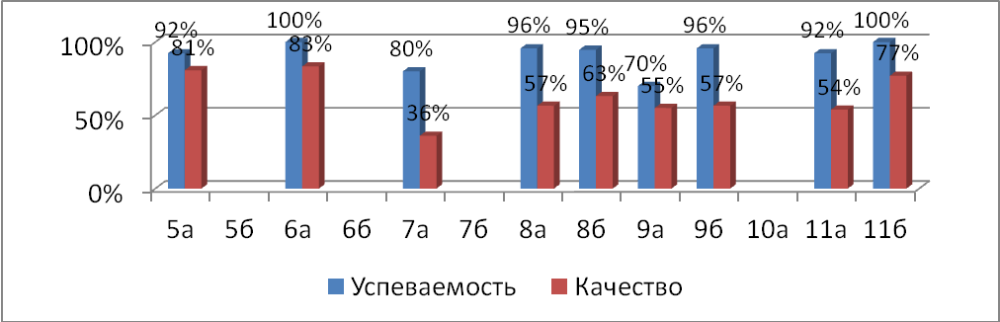 92% 100% 80% 96% 95% 70% 96% 92% 100%
81% 83% 36% 57% 63% 55% 57% 54% 77%
100%
50%
0%
5а 5б 6а 6б 7а 7б 8а 8б 9а 9б 10а 11а 11б
Успеваемость Качество